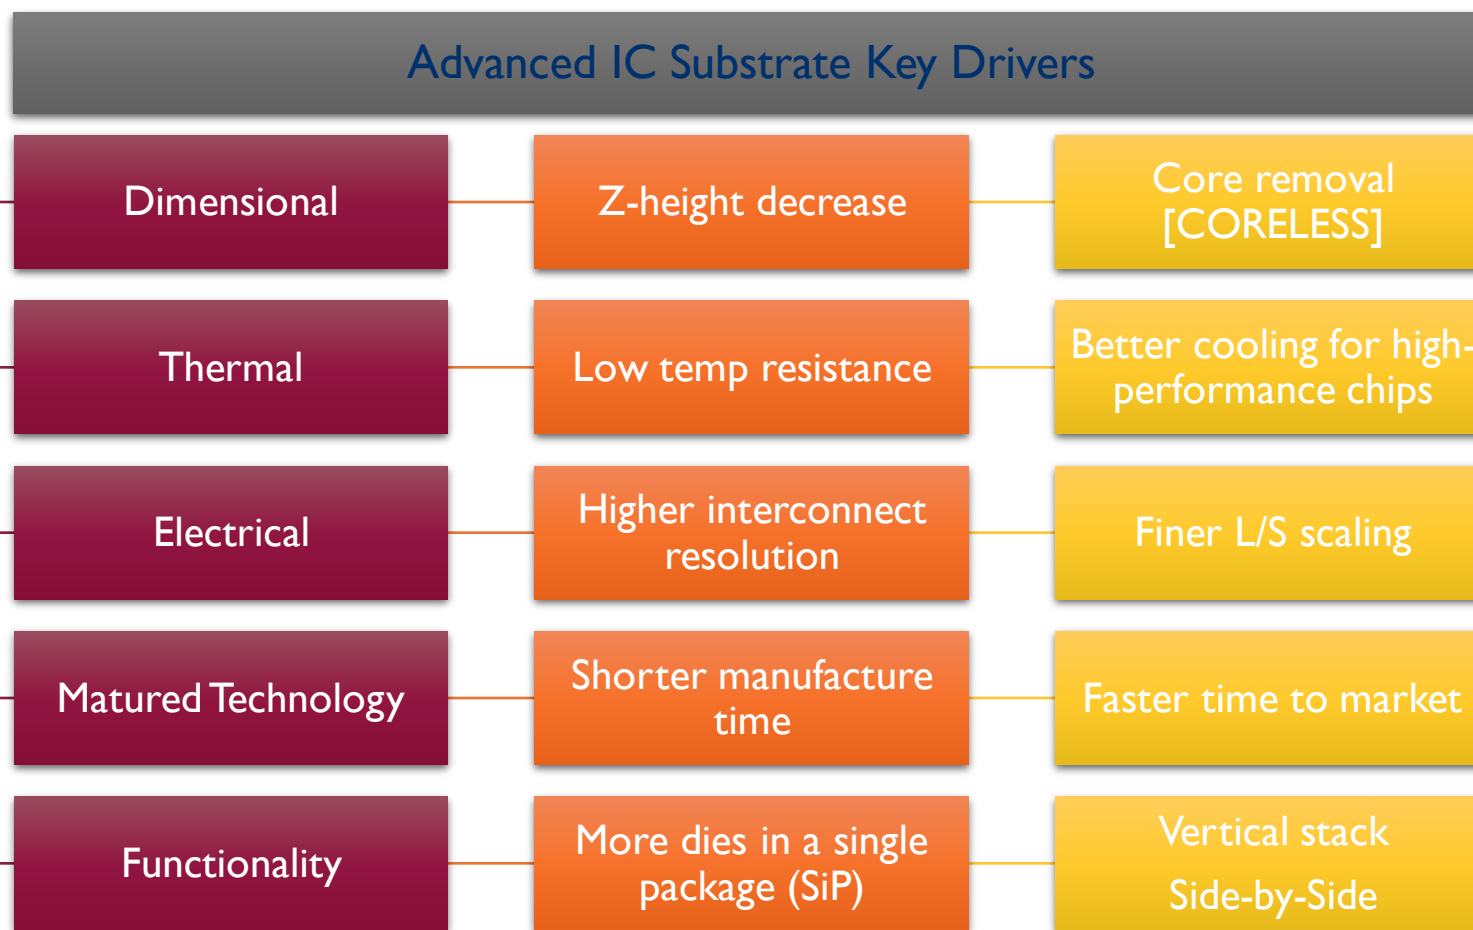 Advanced IC Substrate Key Drivers
Dimensional
Z-height decrease
Core removal
[CORELESS]
Thermal
Low temp resistance
Better cooling for high-
performance chips
Electrical
Higher interconnect
resolution
Finer L/S scaling
Matured Technology
Shorter manufacture
time
Faster time to market
Functionality
More dies in a single
package (SiP)
Vertical stack
Side-by-Side